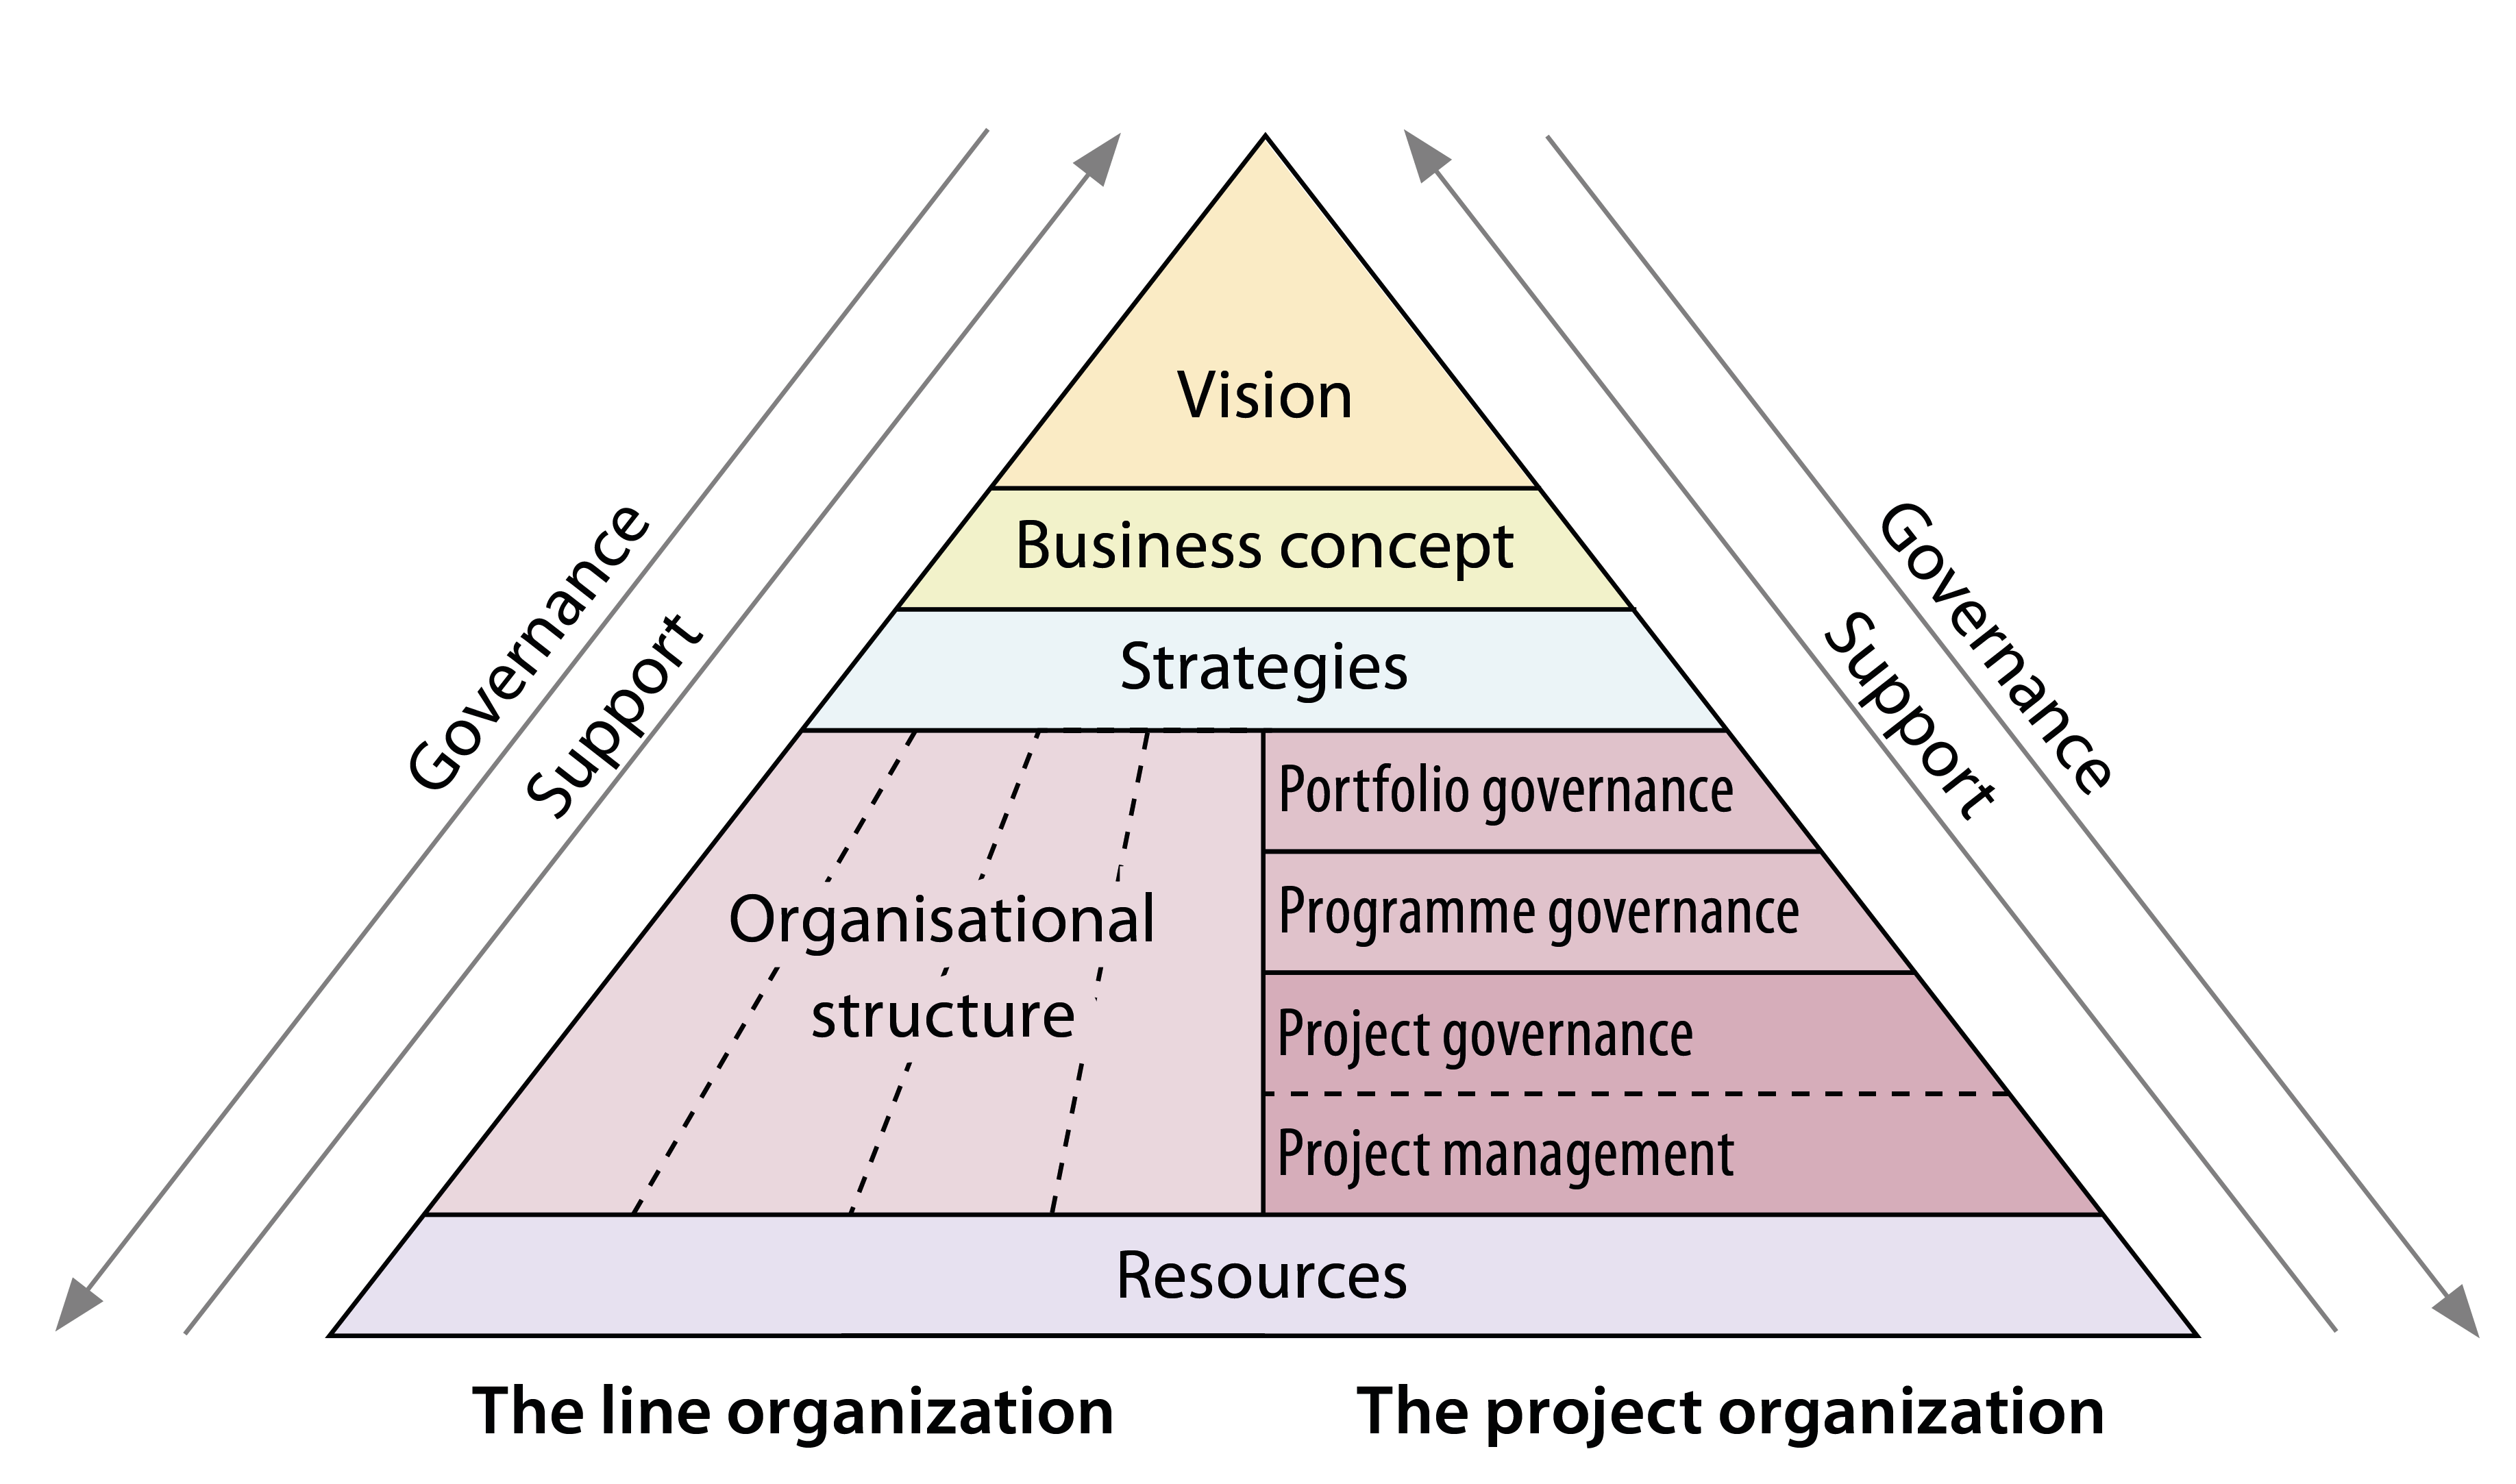 Vision
Business concept
Strategies
Governance
Support
Governance
Support
Organisational
structure
Portfolio governance
Programme governance
Project governance
Project management
Resources
The line organization
The project organization